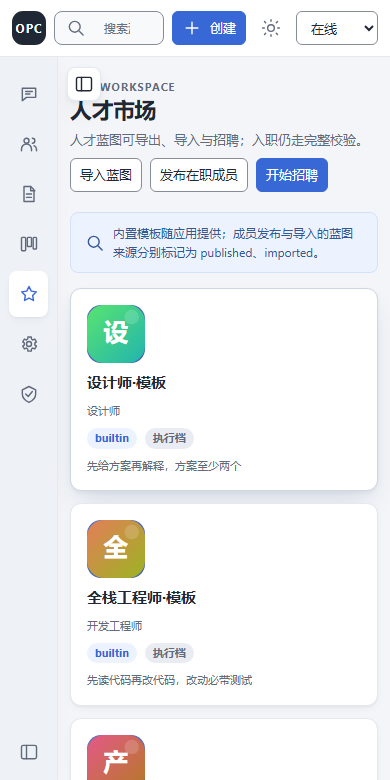 OPC
创建
在线
WORKSPACE
人才市场
人才蓝图可导出、导入与招聘；入职仍走完整校验。
导入蓝图
发布在职成员
开始招聘
内置模板随应用提供；成员发布与导入的蓝图
来源分别标记为 published、imported。
设
设计师·模板
设计师
builtin 执行档
先给方案再解释，方案至少两个
全
全栈工程师·模板
开发工程师
builtin 执行档
先读代码再改代码，改动必带测试
产